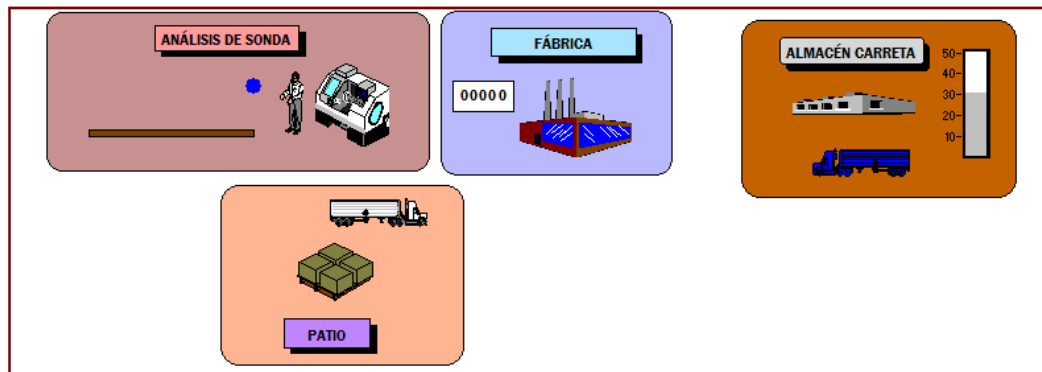 ANÁLISIS DE SONDA
FÁBRICA
00000
ALMACÉN CARRETA
50
40
30
20
10
PATIO